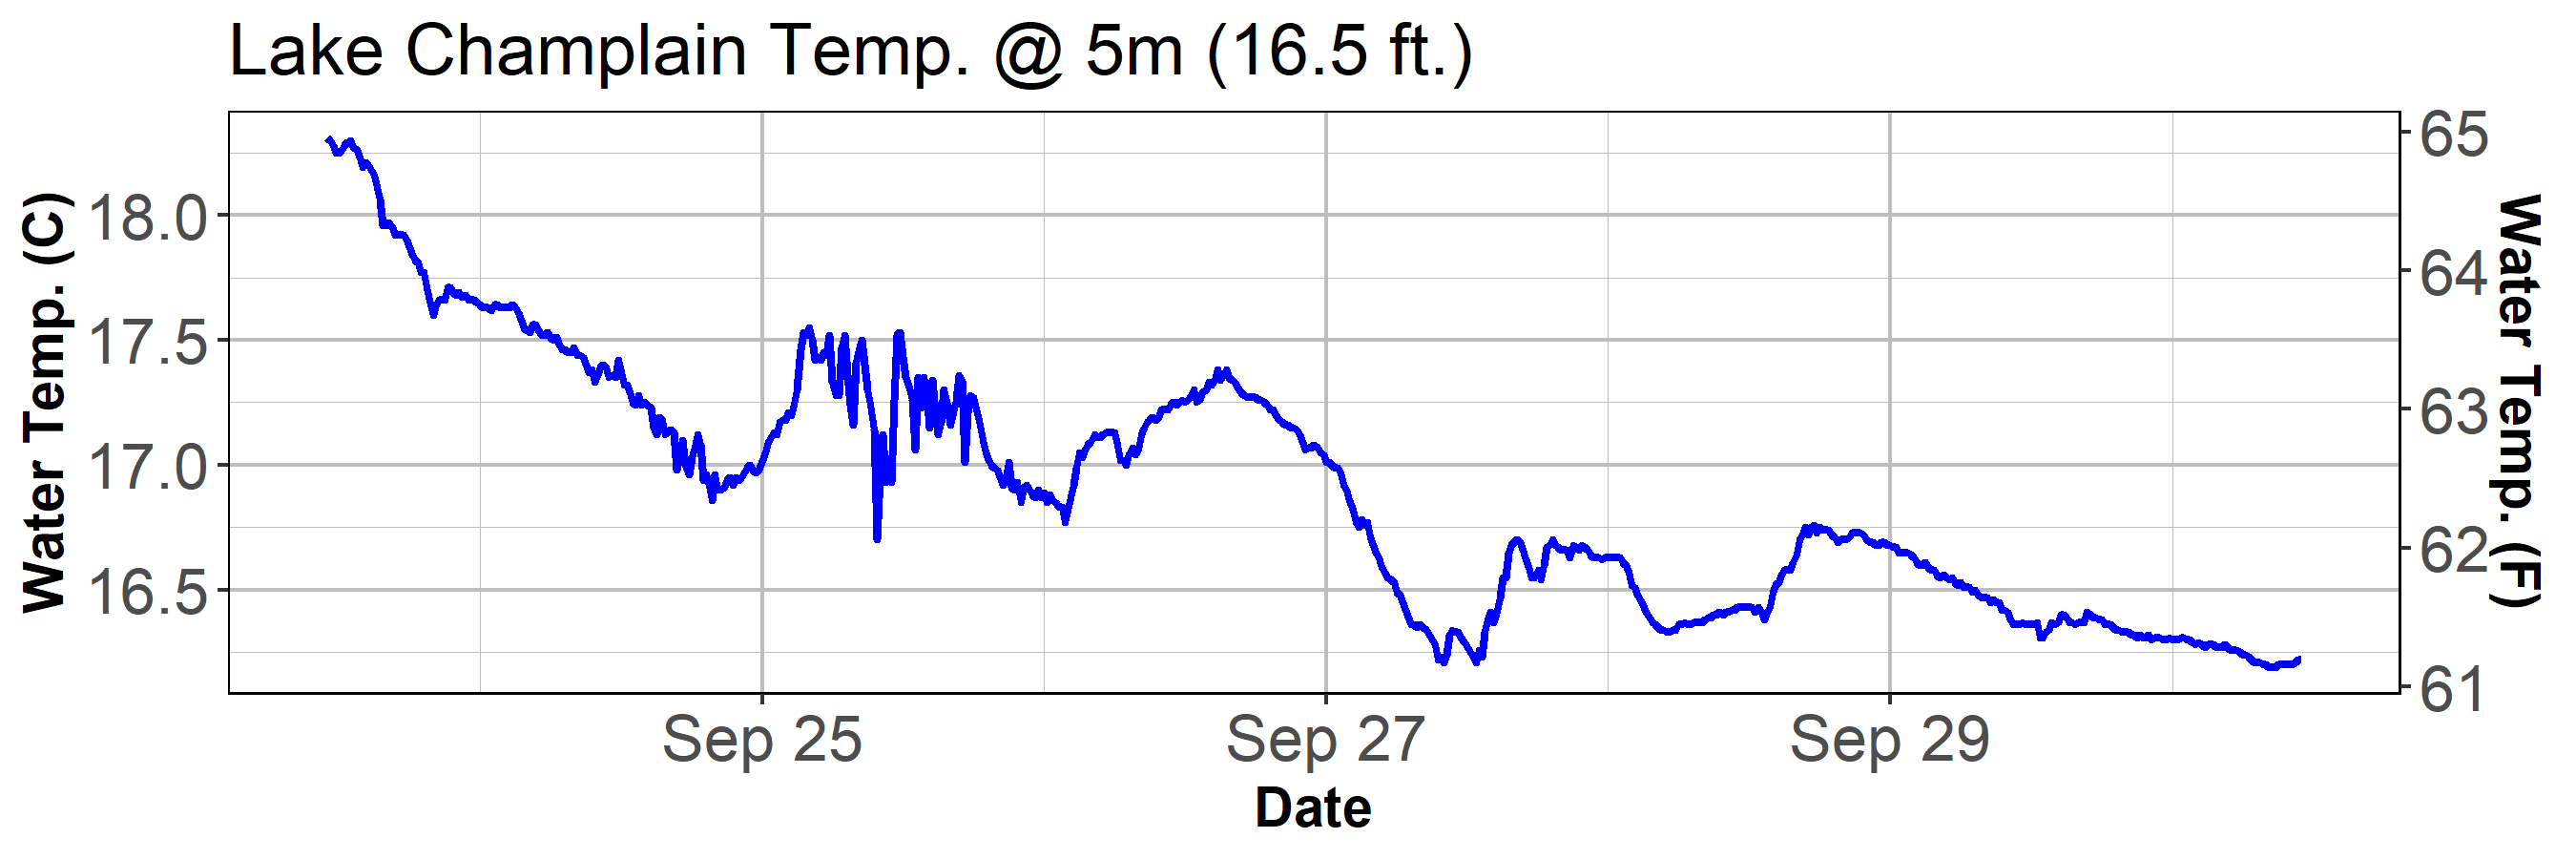 Lake Champlain Temp. @ 5m (16.5 ft.)
Water Temp. (C)
18.0
17.5
17.0
16.5
65
64
63
62
61
Water Temp. (F)
Sep 25
Sep 27
Sep 29
Date